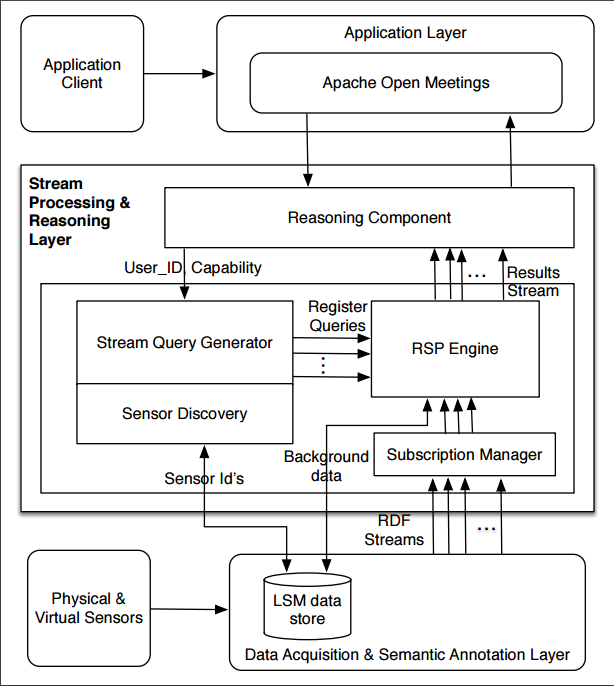 Application
Client
Application Layer
Apache Open Meetings
Stream
Processing &
Reasoning
Layer
Reasoning Component
User_ID, Capability
...
Results
Stream
Register
Queries
Stream Query Generator
...
RSP Engine
Sensor Discovery
Background
data
Subscription Manager
Sensor Id's
RDF
Streams
...
Physical &
Virtual Sensors
LSM data
store
Data Acquisition & Semantic Annotation Layer